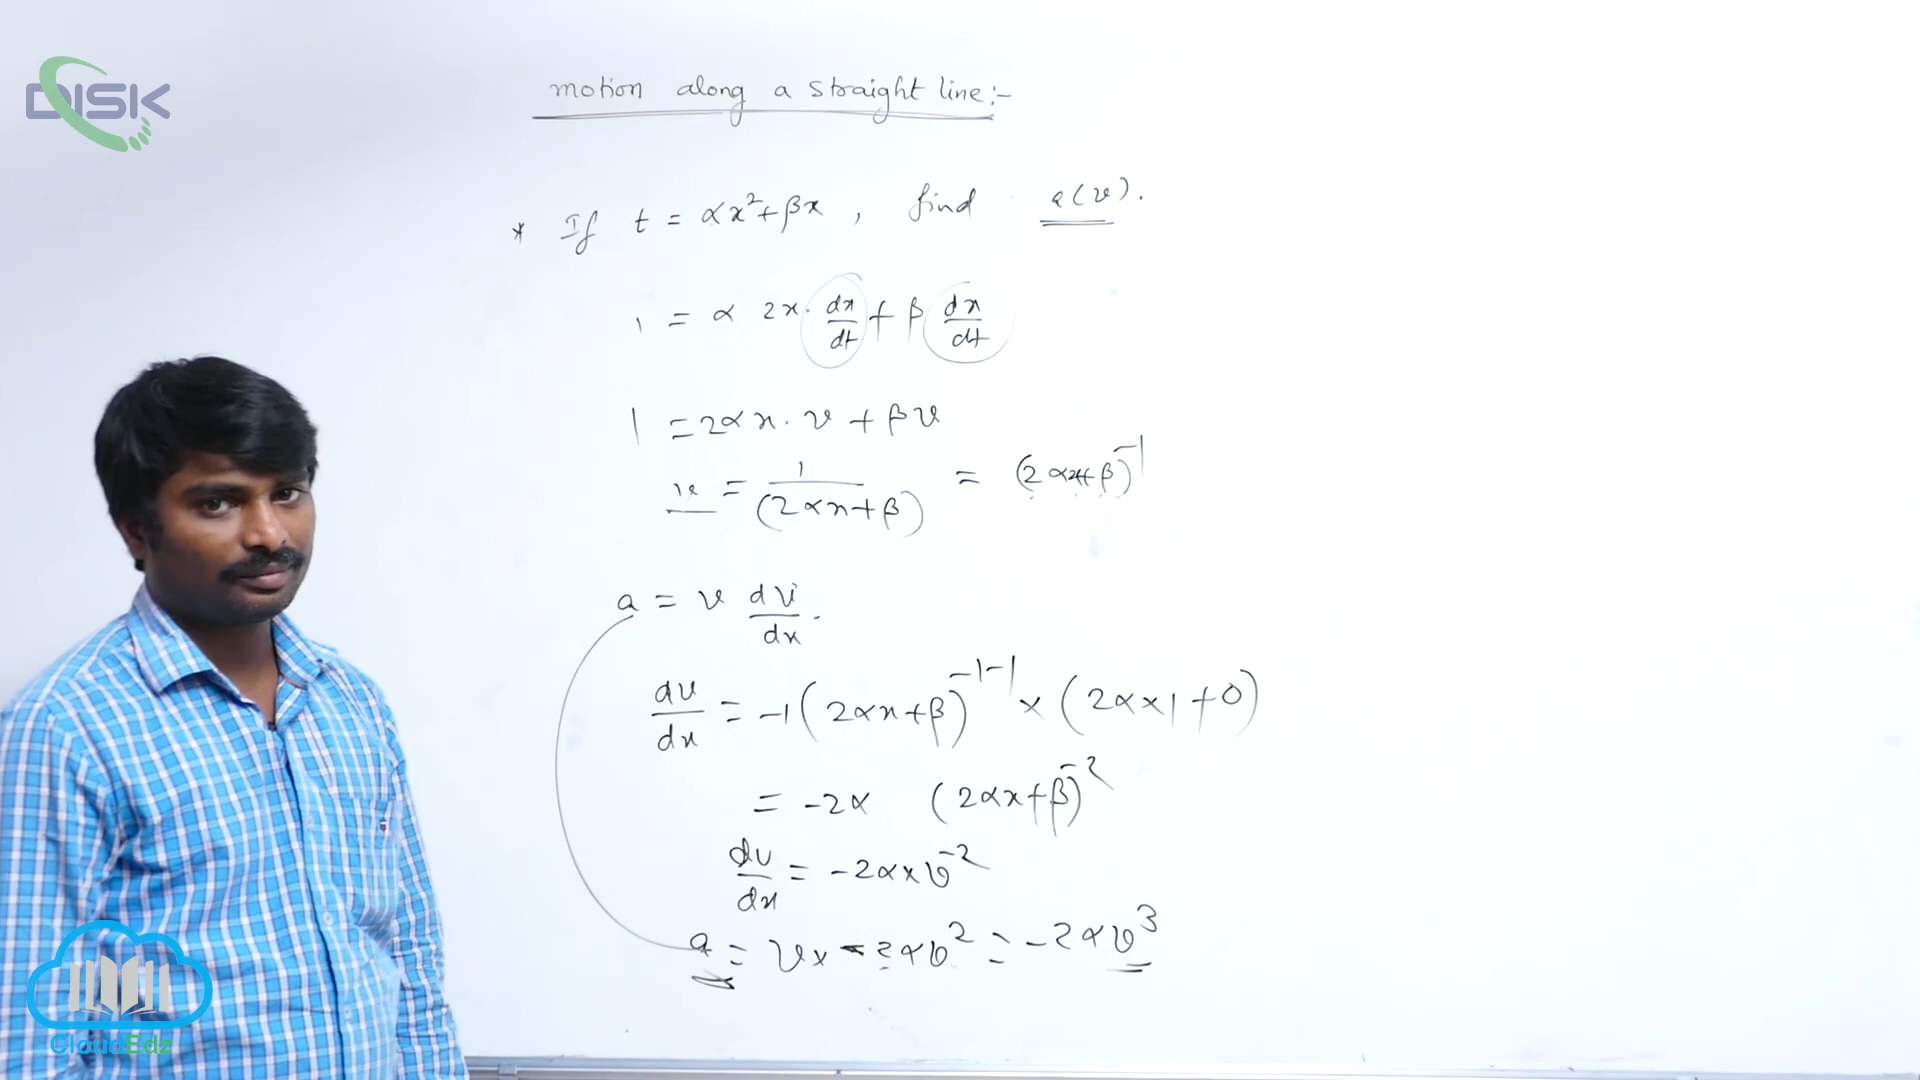 DISK
motion along a straight line:-
* If t = αx²+βx , find a(v).
1 = α 2x. dx/dt + β dx/dt
1 = 2αx. v + βv
v = 1/(2αx+β) = (2αx+β)⁻¹
a = v dv/dx .
dv/dx = -1(2αx+β)⁻¹⁻¹ × (2α×1+0)
= -2α (2αx+β)⁻²
dv/dx = -2α×v⁻²
a = v× -2αv² = -2αv³
CloudEdz